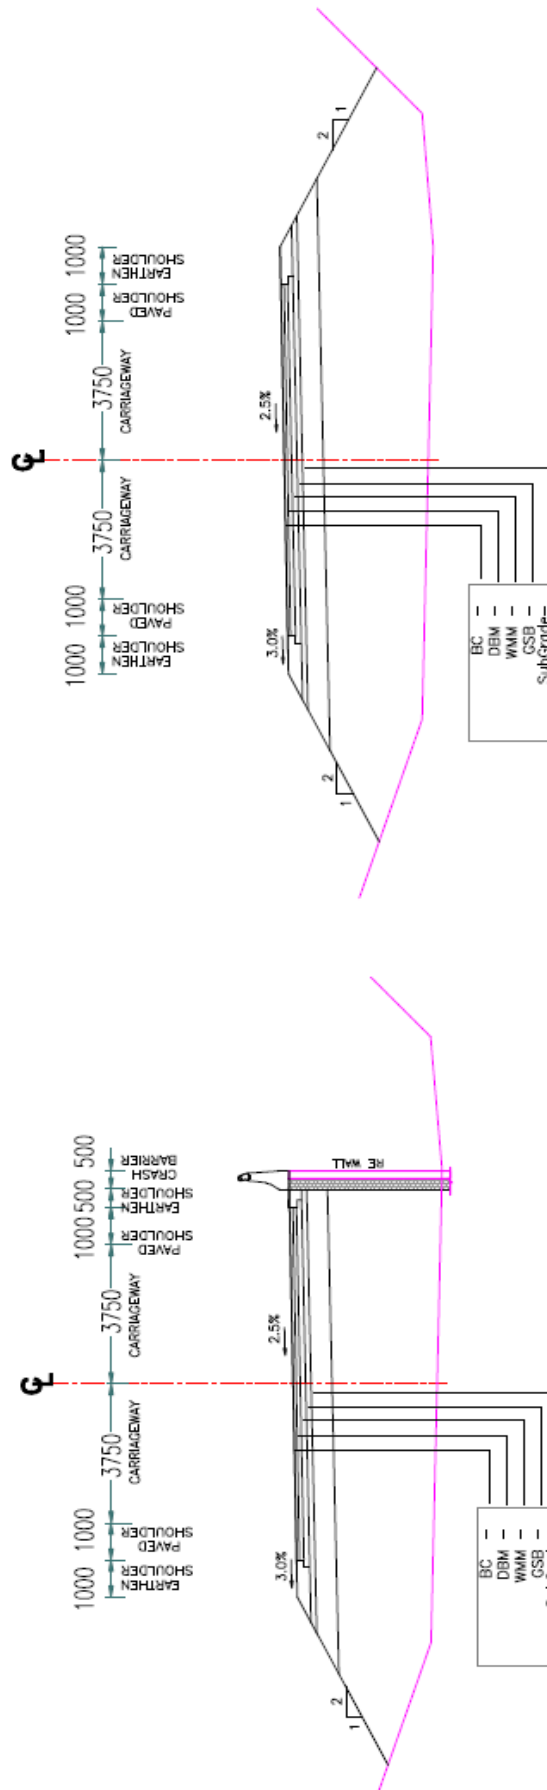 CL
1000
1000
3750
3750
1000
500
500
EARTHEN
SHOULDER
PAVED
SHOULDER
CARRIAGEWAY
CARRIAGEWAY
PAVED
SHOULDER
EARTHEN
SHOULDER
CRASH
BARRIER
3.0%
2.5%
RE WALL
2
1
BC -
DBM -
WMM -
GSB -
CL
1000
1000
3750
3750
1000
1000
EARTHEN
SHOULDER
PAVED
SHOULDER
CARRIAGEWAY
CARRIAGEWAY
PAVED
SHOULDER
EARTHEN
SHOULDER
3.0%
2.5%
2
1
2
1
BC -
DBM -
WMM -
GSB -
SubGrade-